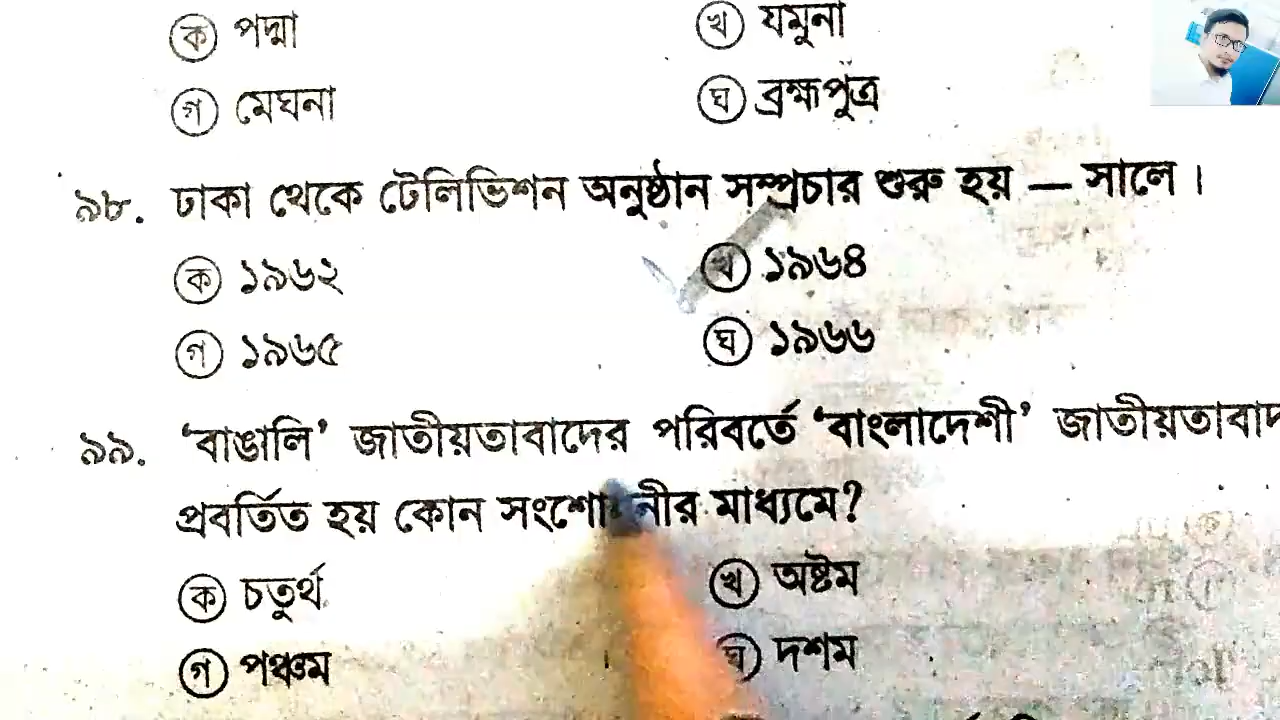 ক পদ্মা খ যমুনা
গ মেঘনা ঘ ব্রহ্মপুত্র
৯৮. ঢাকা থেকে টেলিভিশন অনুষ্ঠান সম্প্রচার শুরু হয় — সালে।
ক ১৯৬২ খ ১৯৬৪
গ ১৯৬৫ ঘ ১৯৬৬
৯৯. ‘বাঙালি’ জাতীয়তাবাদের পরিবর্তে ‘বাংলাদেশী’ জাতীয়তাবাদ
প্রবর্তিত হয় কোন সংশোধনীর মাধ্যমে?
ক চতুর্থ খ অষ্টম
গ পঞ্চম ঘ দশম